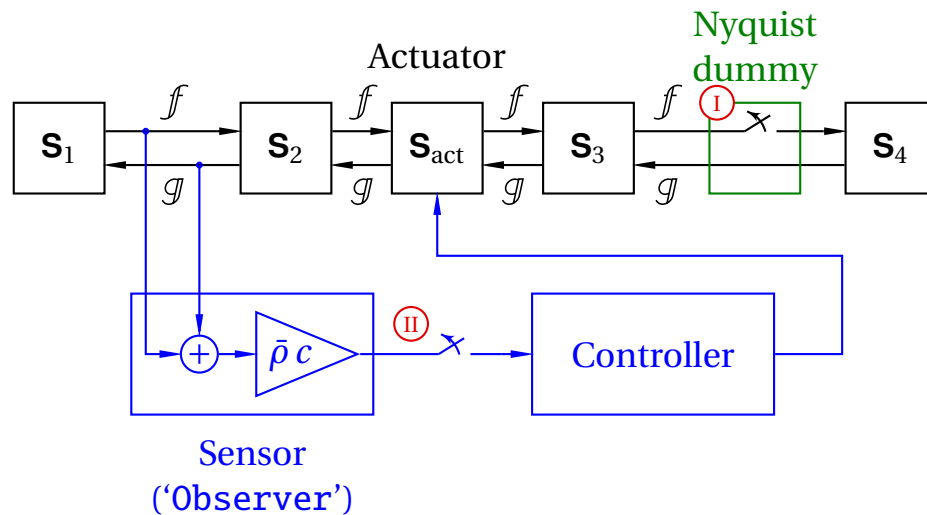 Nyquist
dummy
Actuator
f f f f
I
S1 S2 Sact S3 S4
g g g g
II
+ ρ̄ c Controller
Sensor
(‘Observer’)